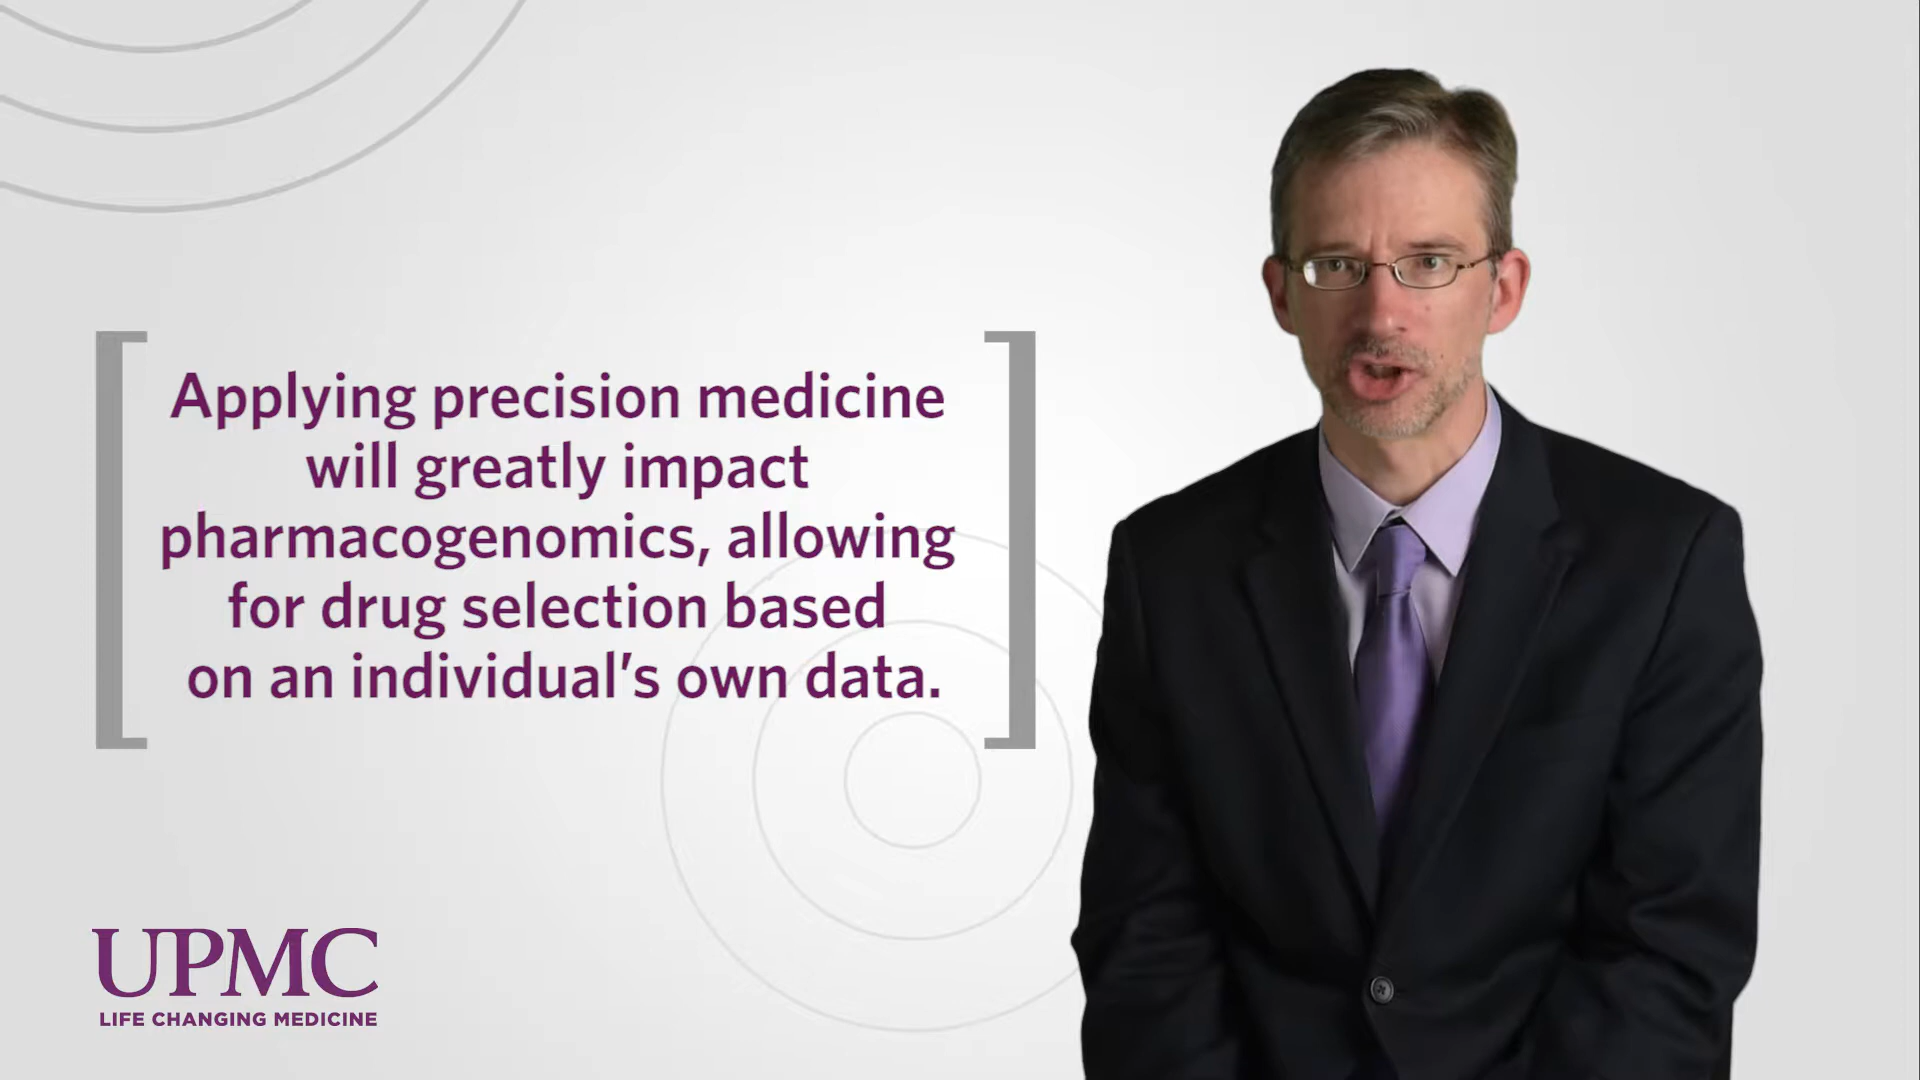 Applying precision medicine
will greatly impact
pharmacogenomics, allowing
for drug selection based
on an individual’s own data.
UPMC
LIFE CHANGING MEDICINE